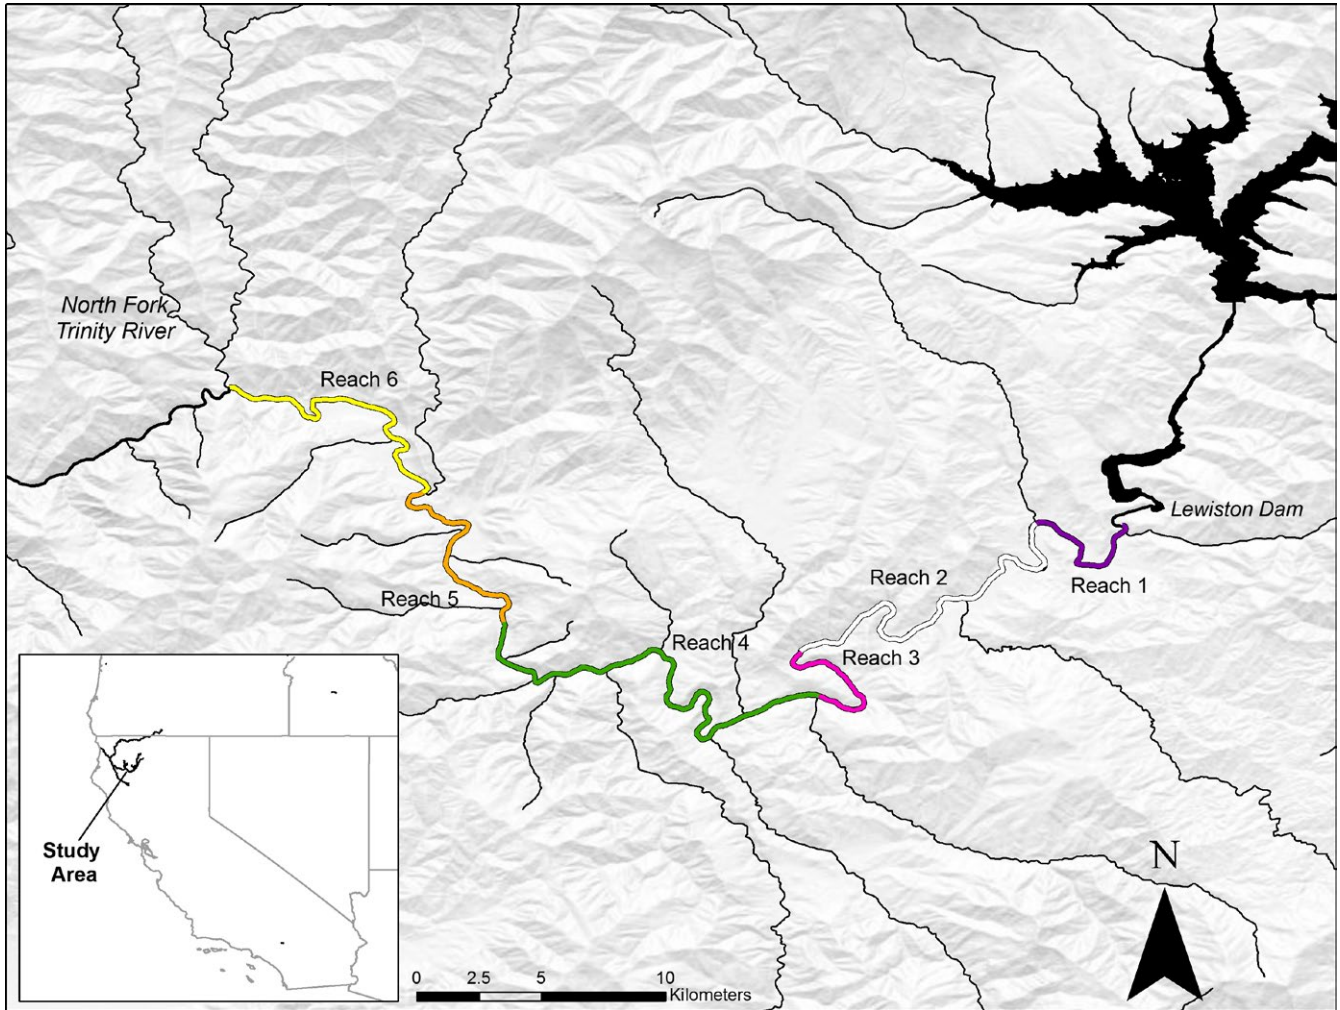 North Fork
Trinity River
Reach 6
Lewiston Dam
Reach 2
Reach 1
Reach 5
Reach 4
Reach 3
Study
Area
N
0 2.5 5 10
Kilometers